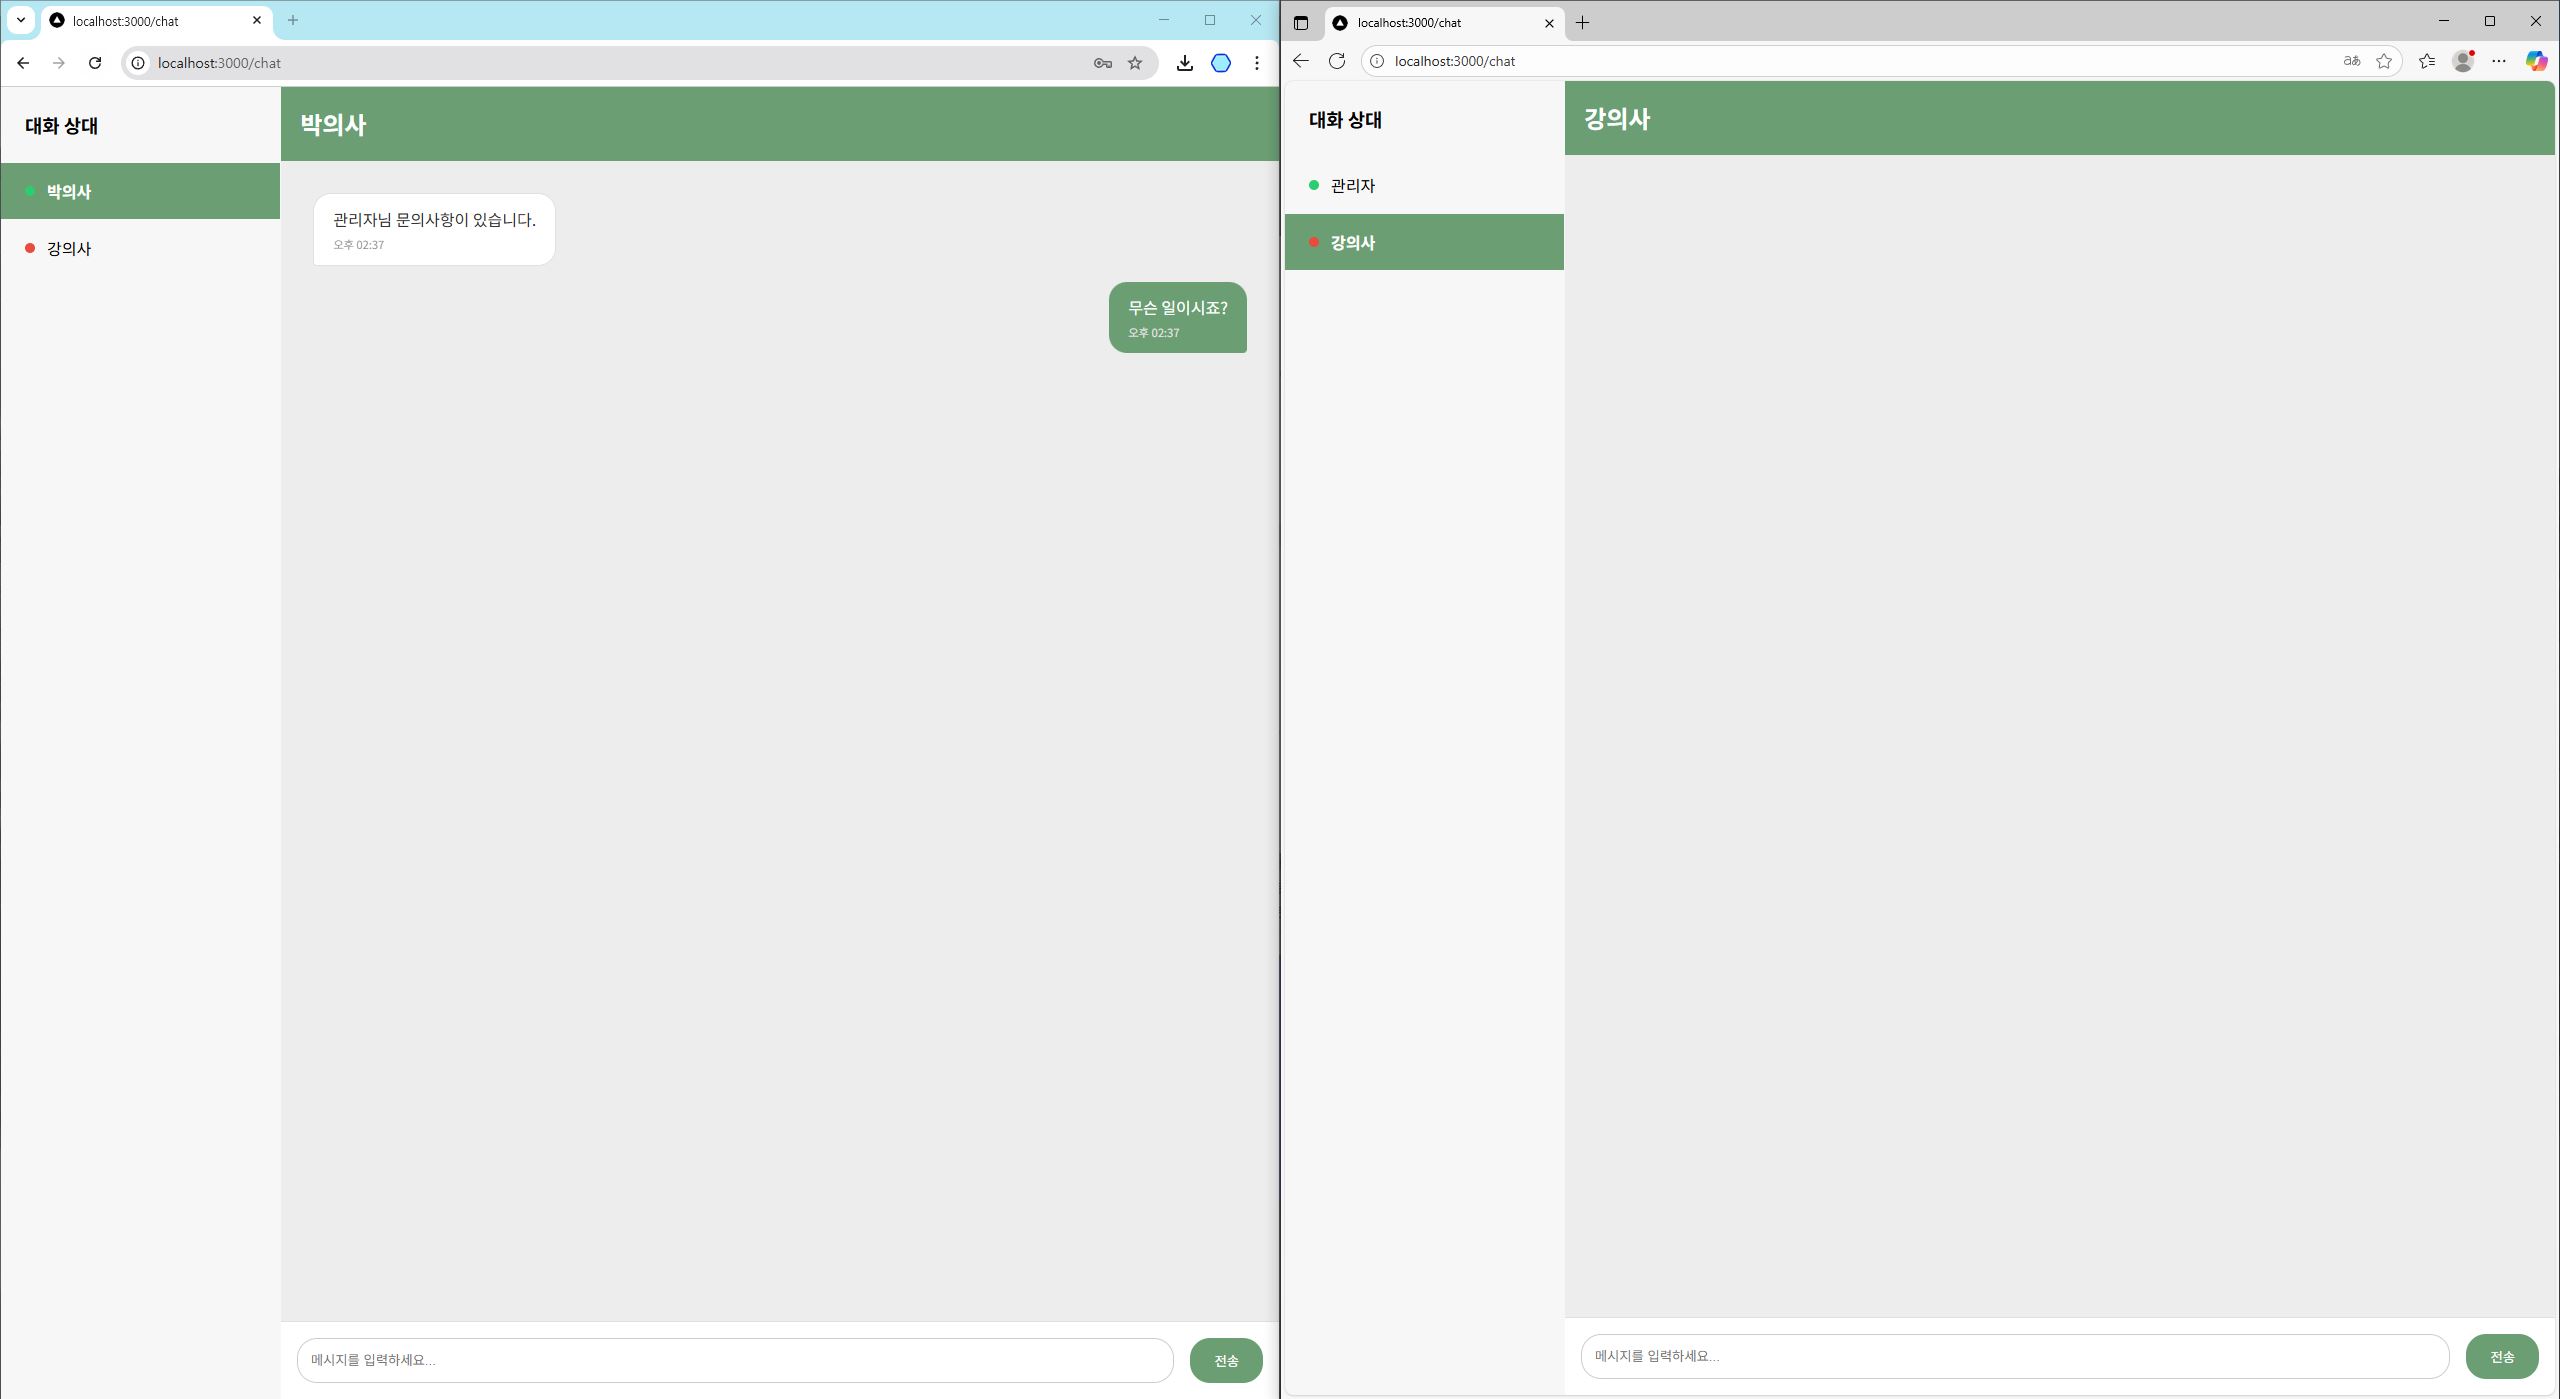 localhost:3000/chat
localhost:3000/chat
대화 상대
박의사
강의사
박의사
관리자님 문의사항이 있습니다.
오후 02:37
무슨 일이시죠?
오후 02:37
메시지를 입력하세요...
전송
localhost:3000/chat
localhost:3000/chat
aあ
대화 상대
관리자
강의사
강의사
메시지를 입력하세요...
전송